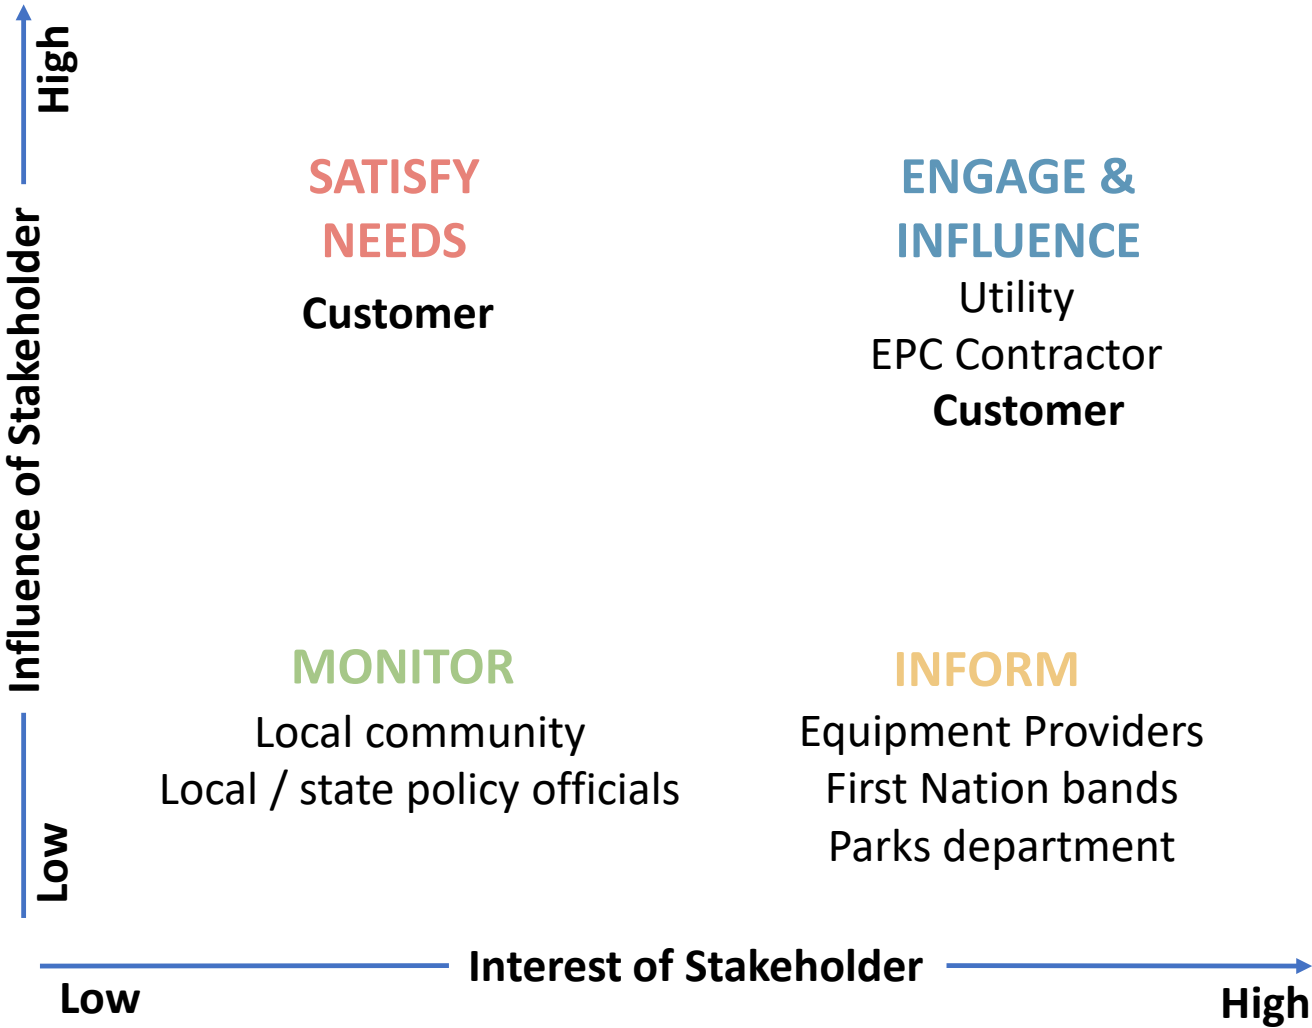 High
Influence of Stakeholder
Low
SATISFY
NEEDS
Customer
ENGAGE &
INFLUENCE
Utility
EPC Contractor
Customer
MONITOR
Local community
Local / state policy officials
INFORM
Equipment Providers
First Nation bands
Parks department
Low
Interest of Stakeholder
High